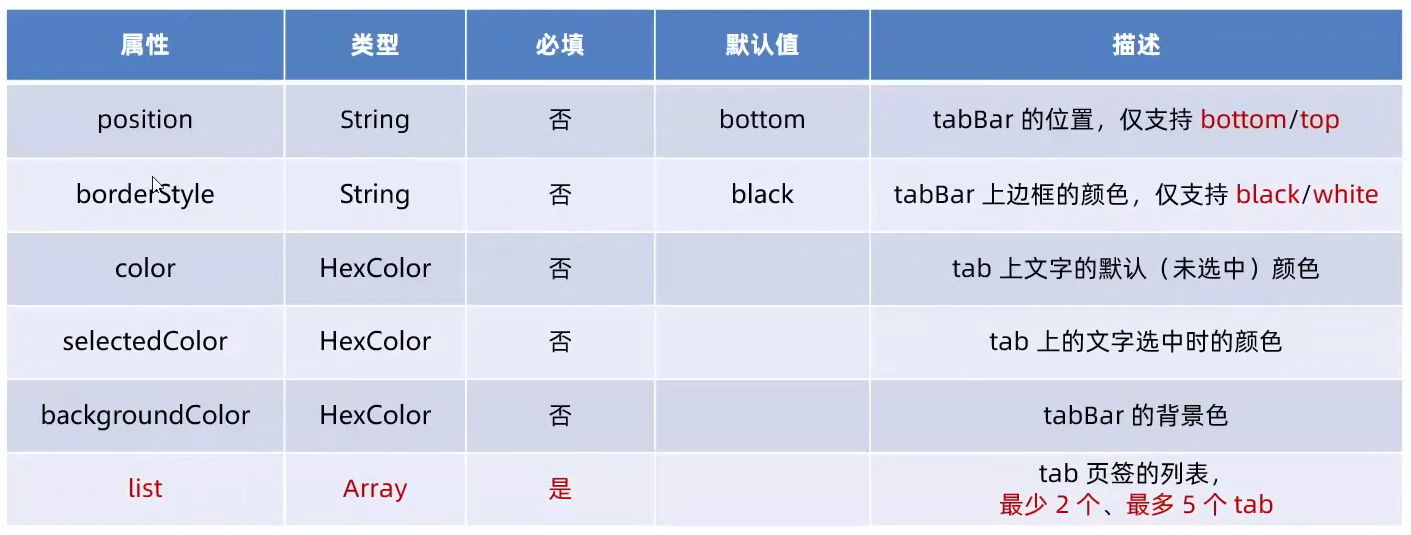 属性 类型 必填 默认值 描述
position String 否 bottom tabBar 的位置，仅支持 bottom/top
borderStyle String 否 black tabBar 上边框的颜色，仅支持 black/white
color HexColor 否 tab 上文字的默认（未选中）颜色
selectedColor HexColor 否 tab 上的文字选中时的颜色
backgroundColor HexColor 否 tabBar 的背景色
list Array 是 tab 页签的列表，
最少 2 个、最多 5 个 tab